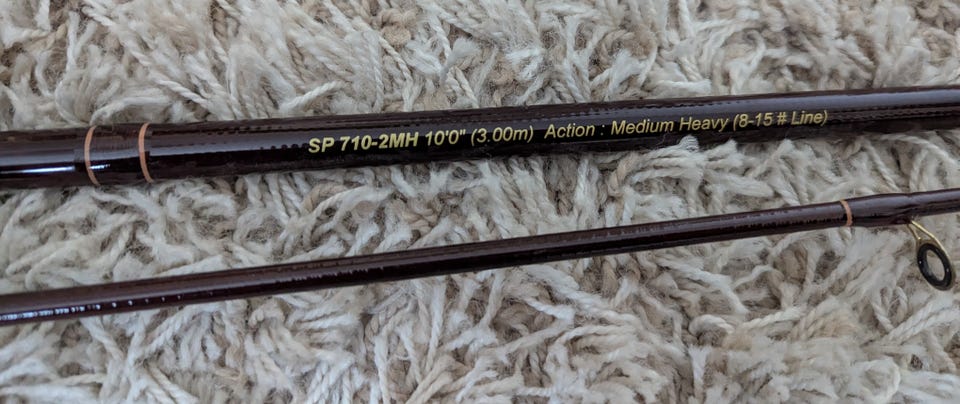 SP 710-2MH 10'0" (3.00m) Action : Medium Heavy (8-15 # Line)